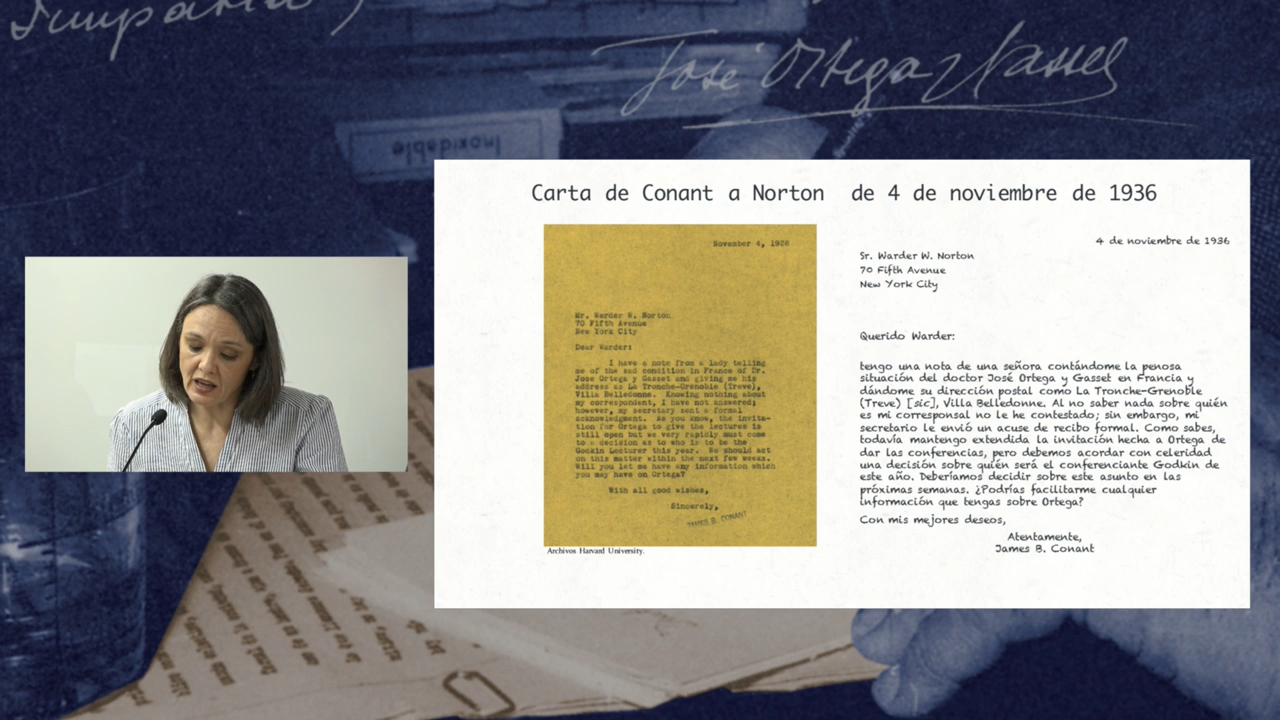 Imparcial
José Ortega y Gasset
Inoxidable
Carta de Conant a Norton de 4 de noviembre de 1936
November 4, 1936
Mr. Warder W. Norton
70 Fifth Avenue
New York City
Dear Warder:
I have a note from a lady telling
me of the sad condition in France of Dr.
Jose Ortega y Gasset and giving me his
address as La Tronche-Grenoble (Treve),
Villa Belledonne. Knowing nothing about
my correspondent, I have not answered;
however, my secretary sent a formal
acknowledgment. As you know, the invita-
tion for Ortega to give the lectures is
still open but we very rapidly must come
to a decision as to who is to be the
Godkin Lecturer this year. We should act
on this matter within the next few weeks.
Will you let me have any information which
you may have on Ortega?
With all good wishes,
Sincerely,
JAMES B. CONANT
Archivos Harvard University.
4 de noviembre de 1936
Sr. Warder W. Norton
70 Fifth Avenue
New York City
Querido Warder:
tengo una nota de una señora contándome la penosa
situación del doctor José Ortega y Gasset en Francia y
dándome su dirección postal como La Tronche-Grenoble
(Treve) [sic], Villa Belledonne. Al no saber nada sobre quién
es mi corresponsal no le he contestado; sin embargo, mi
secretario le envió un acuse de recibo formal. Como sabes,
todavía mantengo extendida la invitación hecha a Ortega de
dar las conferencias, pero debemos acordar con celeridad
una decisión sobre quién será el conferenciante Godkin de
este año. Deberíamos decidir sobre este asunto en las
próximas semanas. ¿Podrías facilitarme cualquier
información que tengas sobre Ortega?
Con mis mejores deseos,
Atentamente,
James B. Conant